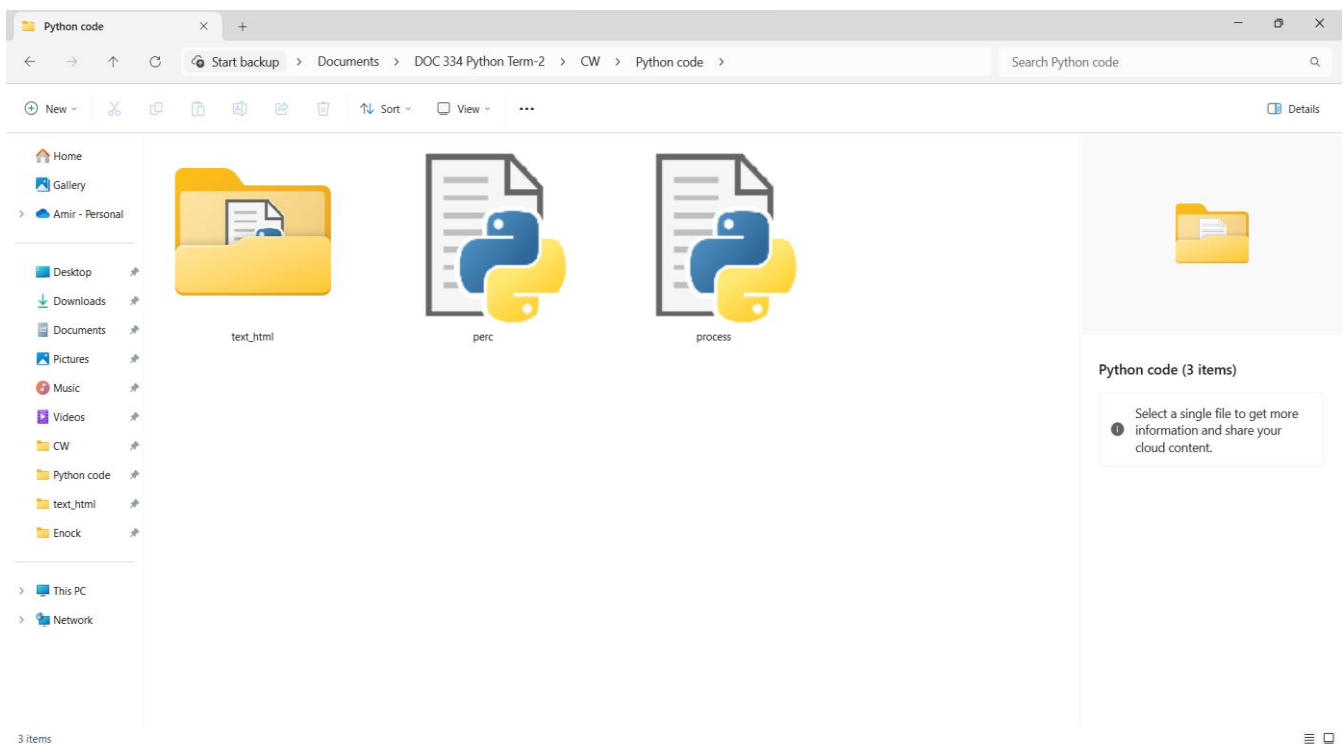 Python code
Start backup > Documents > DOC 334 Python Term-2 > CW > Python code >
Search Python code
New
Sort
View
Details
Home
Gallery
Amir - Personal
Desktop
Downloads
Documents
Pictures
Music
Videos
CW
Python code
text_html
Enock
This PC
Network
text_html
perc
process
Python code (3 items)
Select a single file to get more
information and share your
cloud content.
3 items